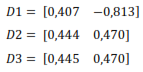 D1 = [0,407 −0,813]
D2 = [0,444 0,470]
D3 = [0,445 0,470]